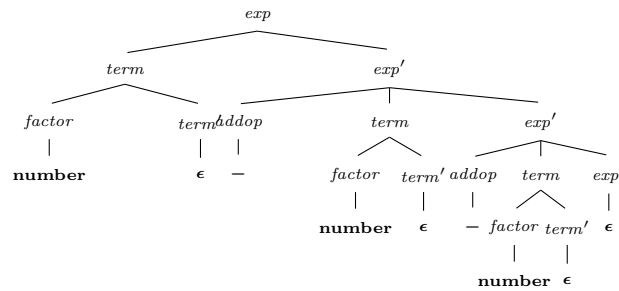 exp
term exp′
factor term′ addop term exp′
number ϵ − factor term′ addop term exp
number ϵ − factor term′ ϵ
number ϵ